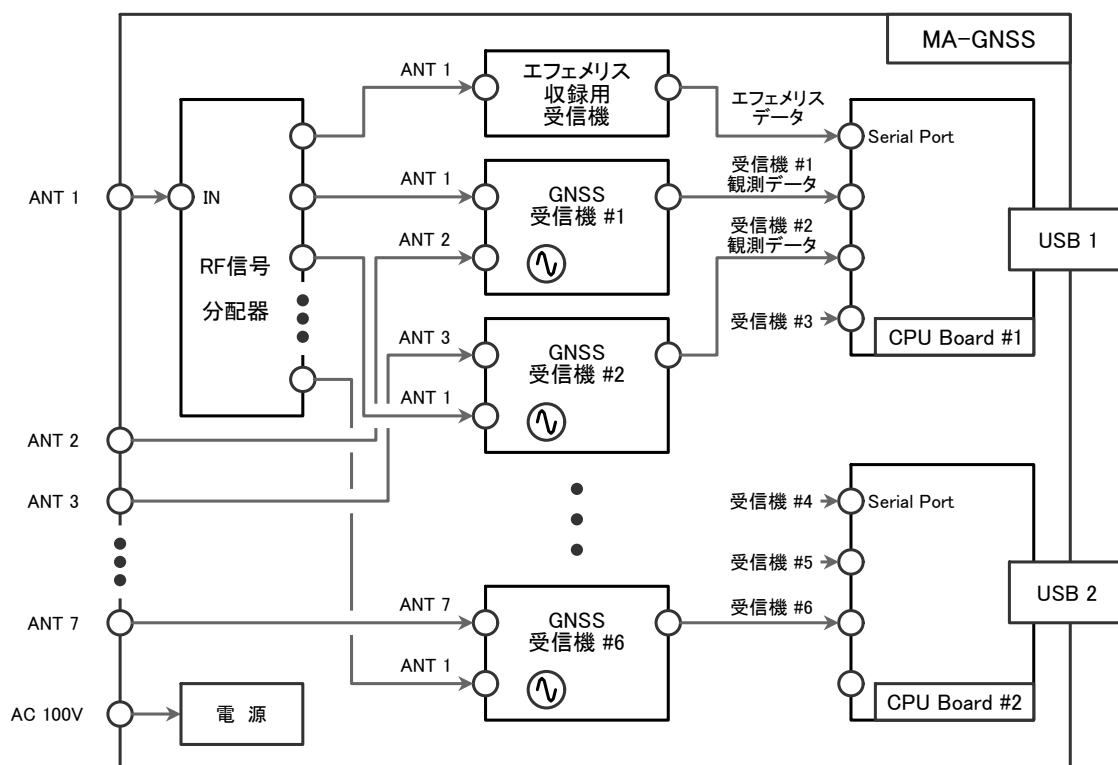 MA-GNSS
ANT 1
エフェメリス
収録用
受信機
エフェメリス
データ
Serial Port
ANT 1
IN
ANT 1
GNSS
受信機 #1
受信機 #1
観測データ
ANT 2
受信機 #2
観測データ
USB 1
RF信号
分配器
受信機 #3
CPU Board #1
ANT 3
GNSS
受信機 #2
ANT 1
ANT 2
ANT 3
受信機 #4
Serial Port
受信機 #5
USB 2
ANT 7
ANT 7
GNSS
受信機 #6
受信機 #6
ANT 1
CPU Board #2
AC 100V
電 源